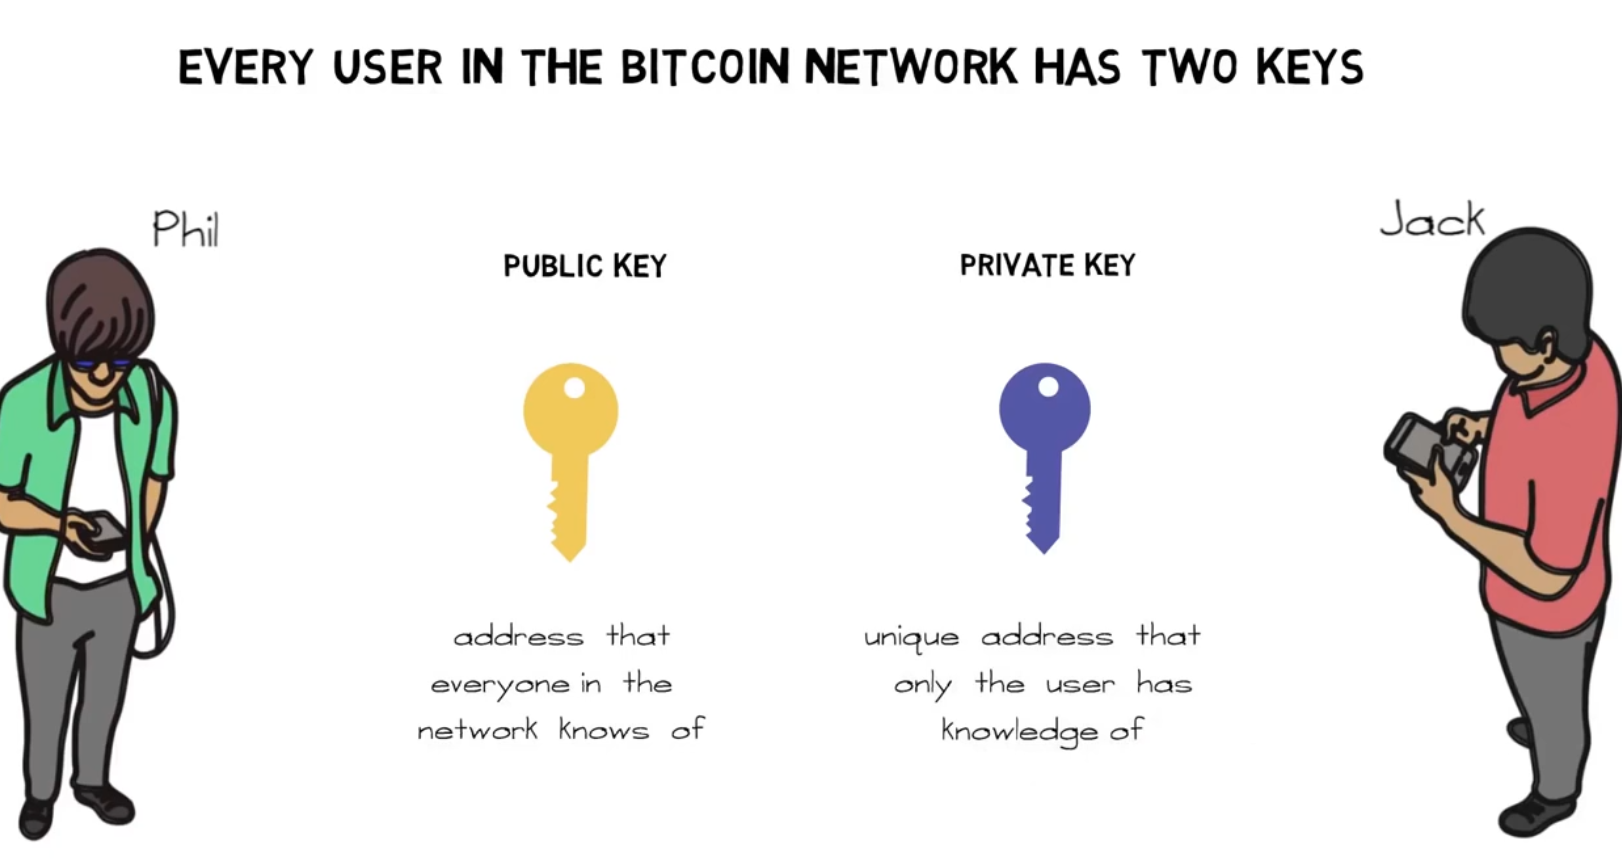 EVERY USER IN THE BITCOIN NETWORK HAS TWO KEYS
Phil
Jack
PUBLIC KEY
PRIVATE KEY
address that
everyone in the
network knows of
unique address that
only the user has
knowledge of